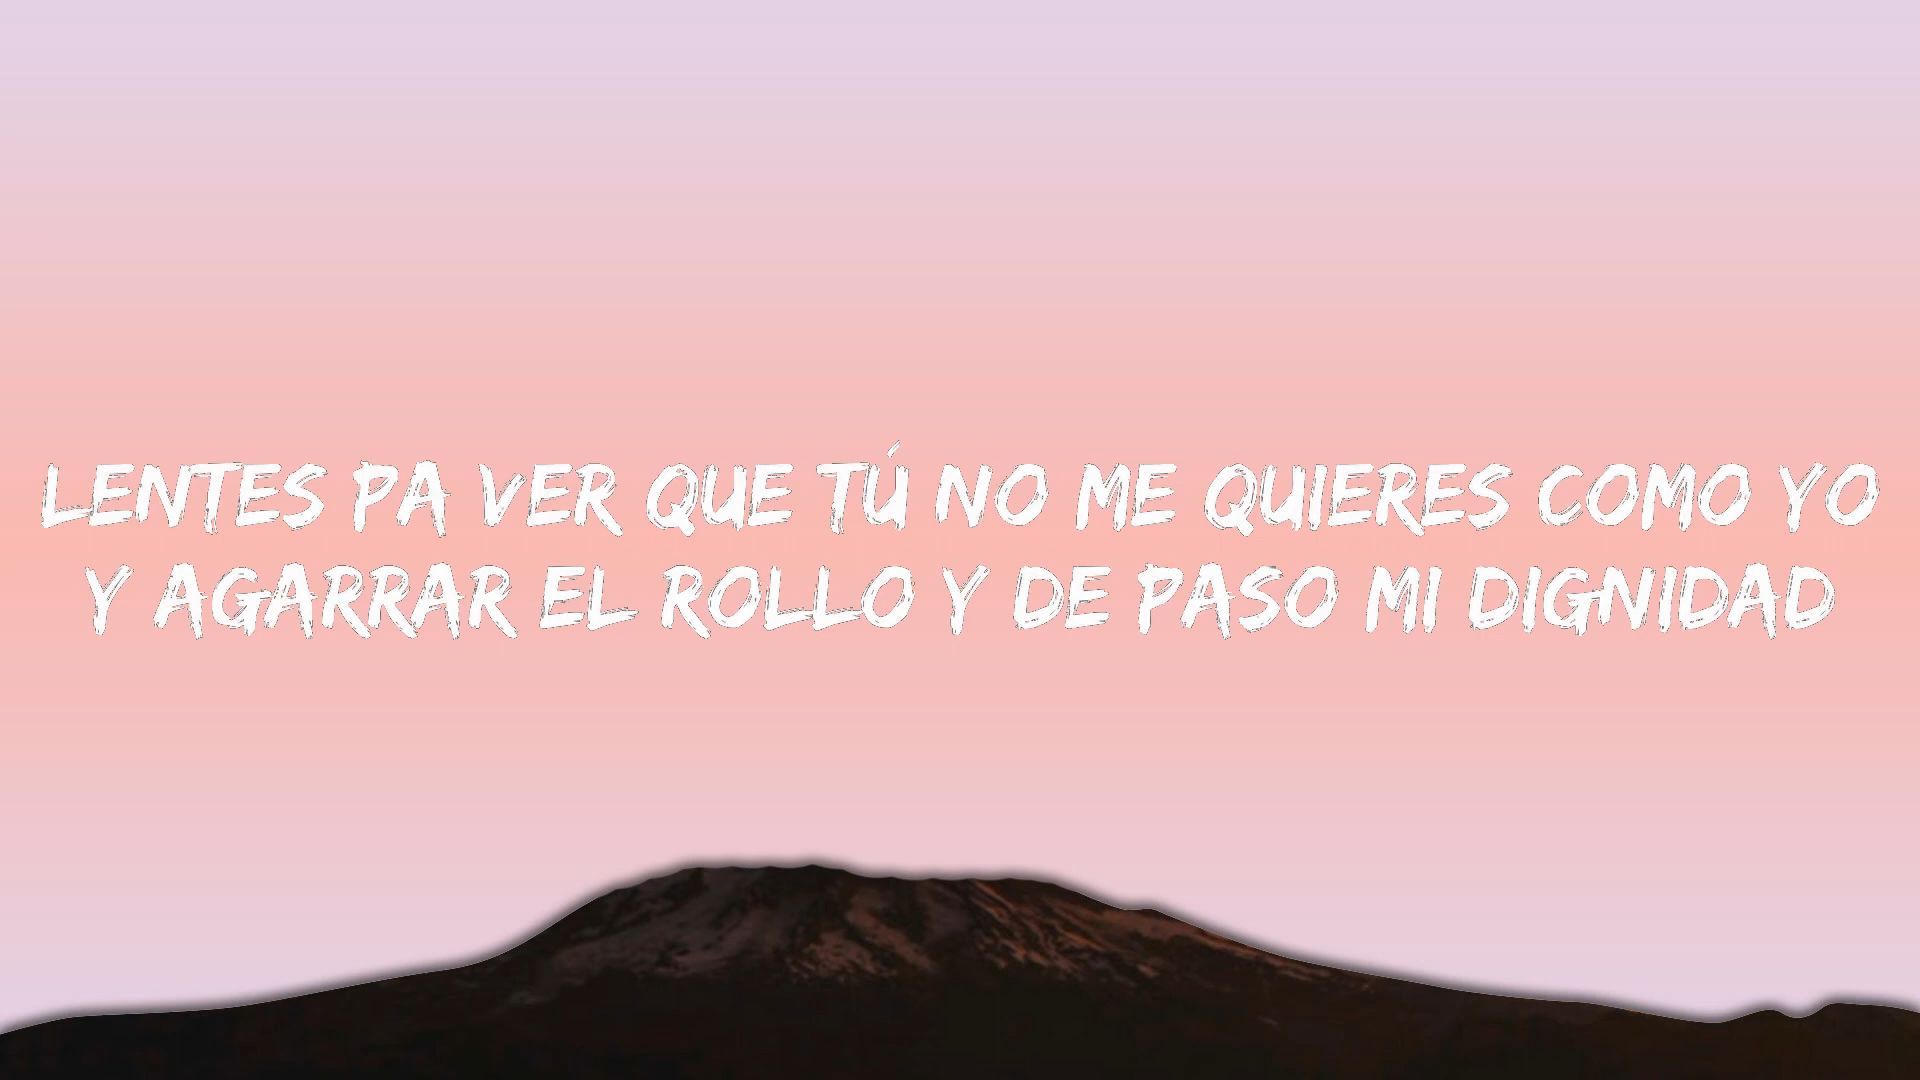 LENTES PA VER QUE TÚ NO ME QUIERES COMO YO
Y AGARRAR EL ROLLO Y DE PASO MI DIGNIDAD